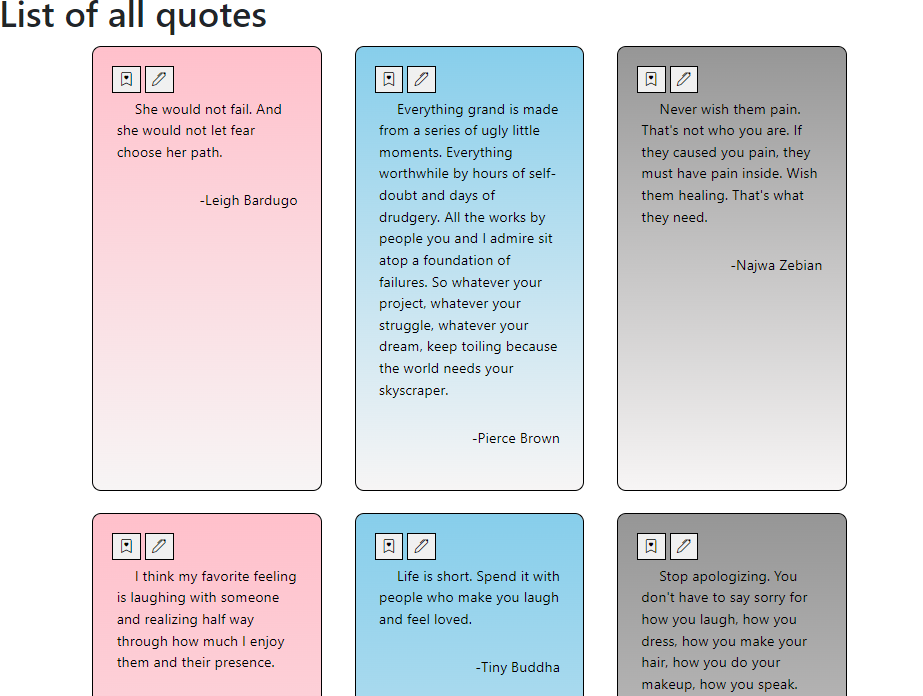 List of all quotes
She would not fail. And
she would not let fear
choose her path.
-Leigh Bardugo
Everything grand is made
from a series of ugly little
moments. Everything
worthwhile by hours of self-
doubt and days of
drudgery. All the works by
people you and I admire sit
atop a foundation of
failures. So whatever your
project, whatever your
struggle, whatever your
dream, keep toiling because
the world needs your
skyscraper.
-Pierce Brown
Never wish them pain.
That's not who you are. If
they caused you pain, they
must have pain inside. Wish
them healing. That's what
they need.
-Najwa Zebian
I think my favorite feeling
is laughing with someone
and realizing half way
through how much I enjoy
them and their presence.
Life is short. Spend it with
people who make you laugh
and feel loved.
-Tiny Buddha
Stop apologizing. You
don't have to say sorry for
how you laugh, how you
dress, how you make your
hair, how you do your
makeup, how you speak.